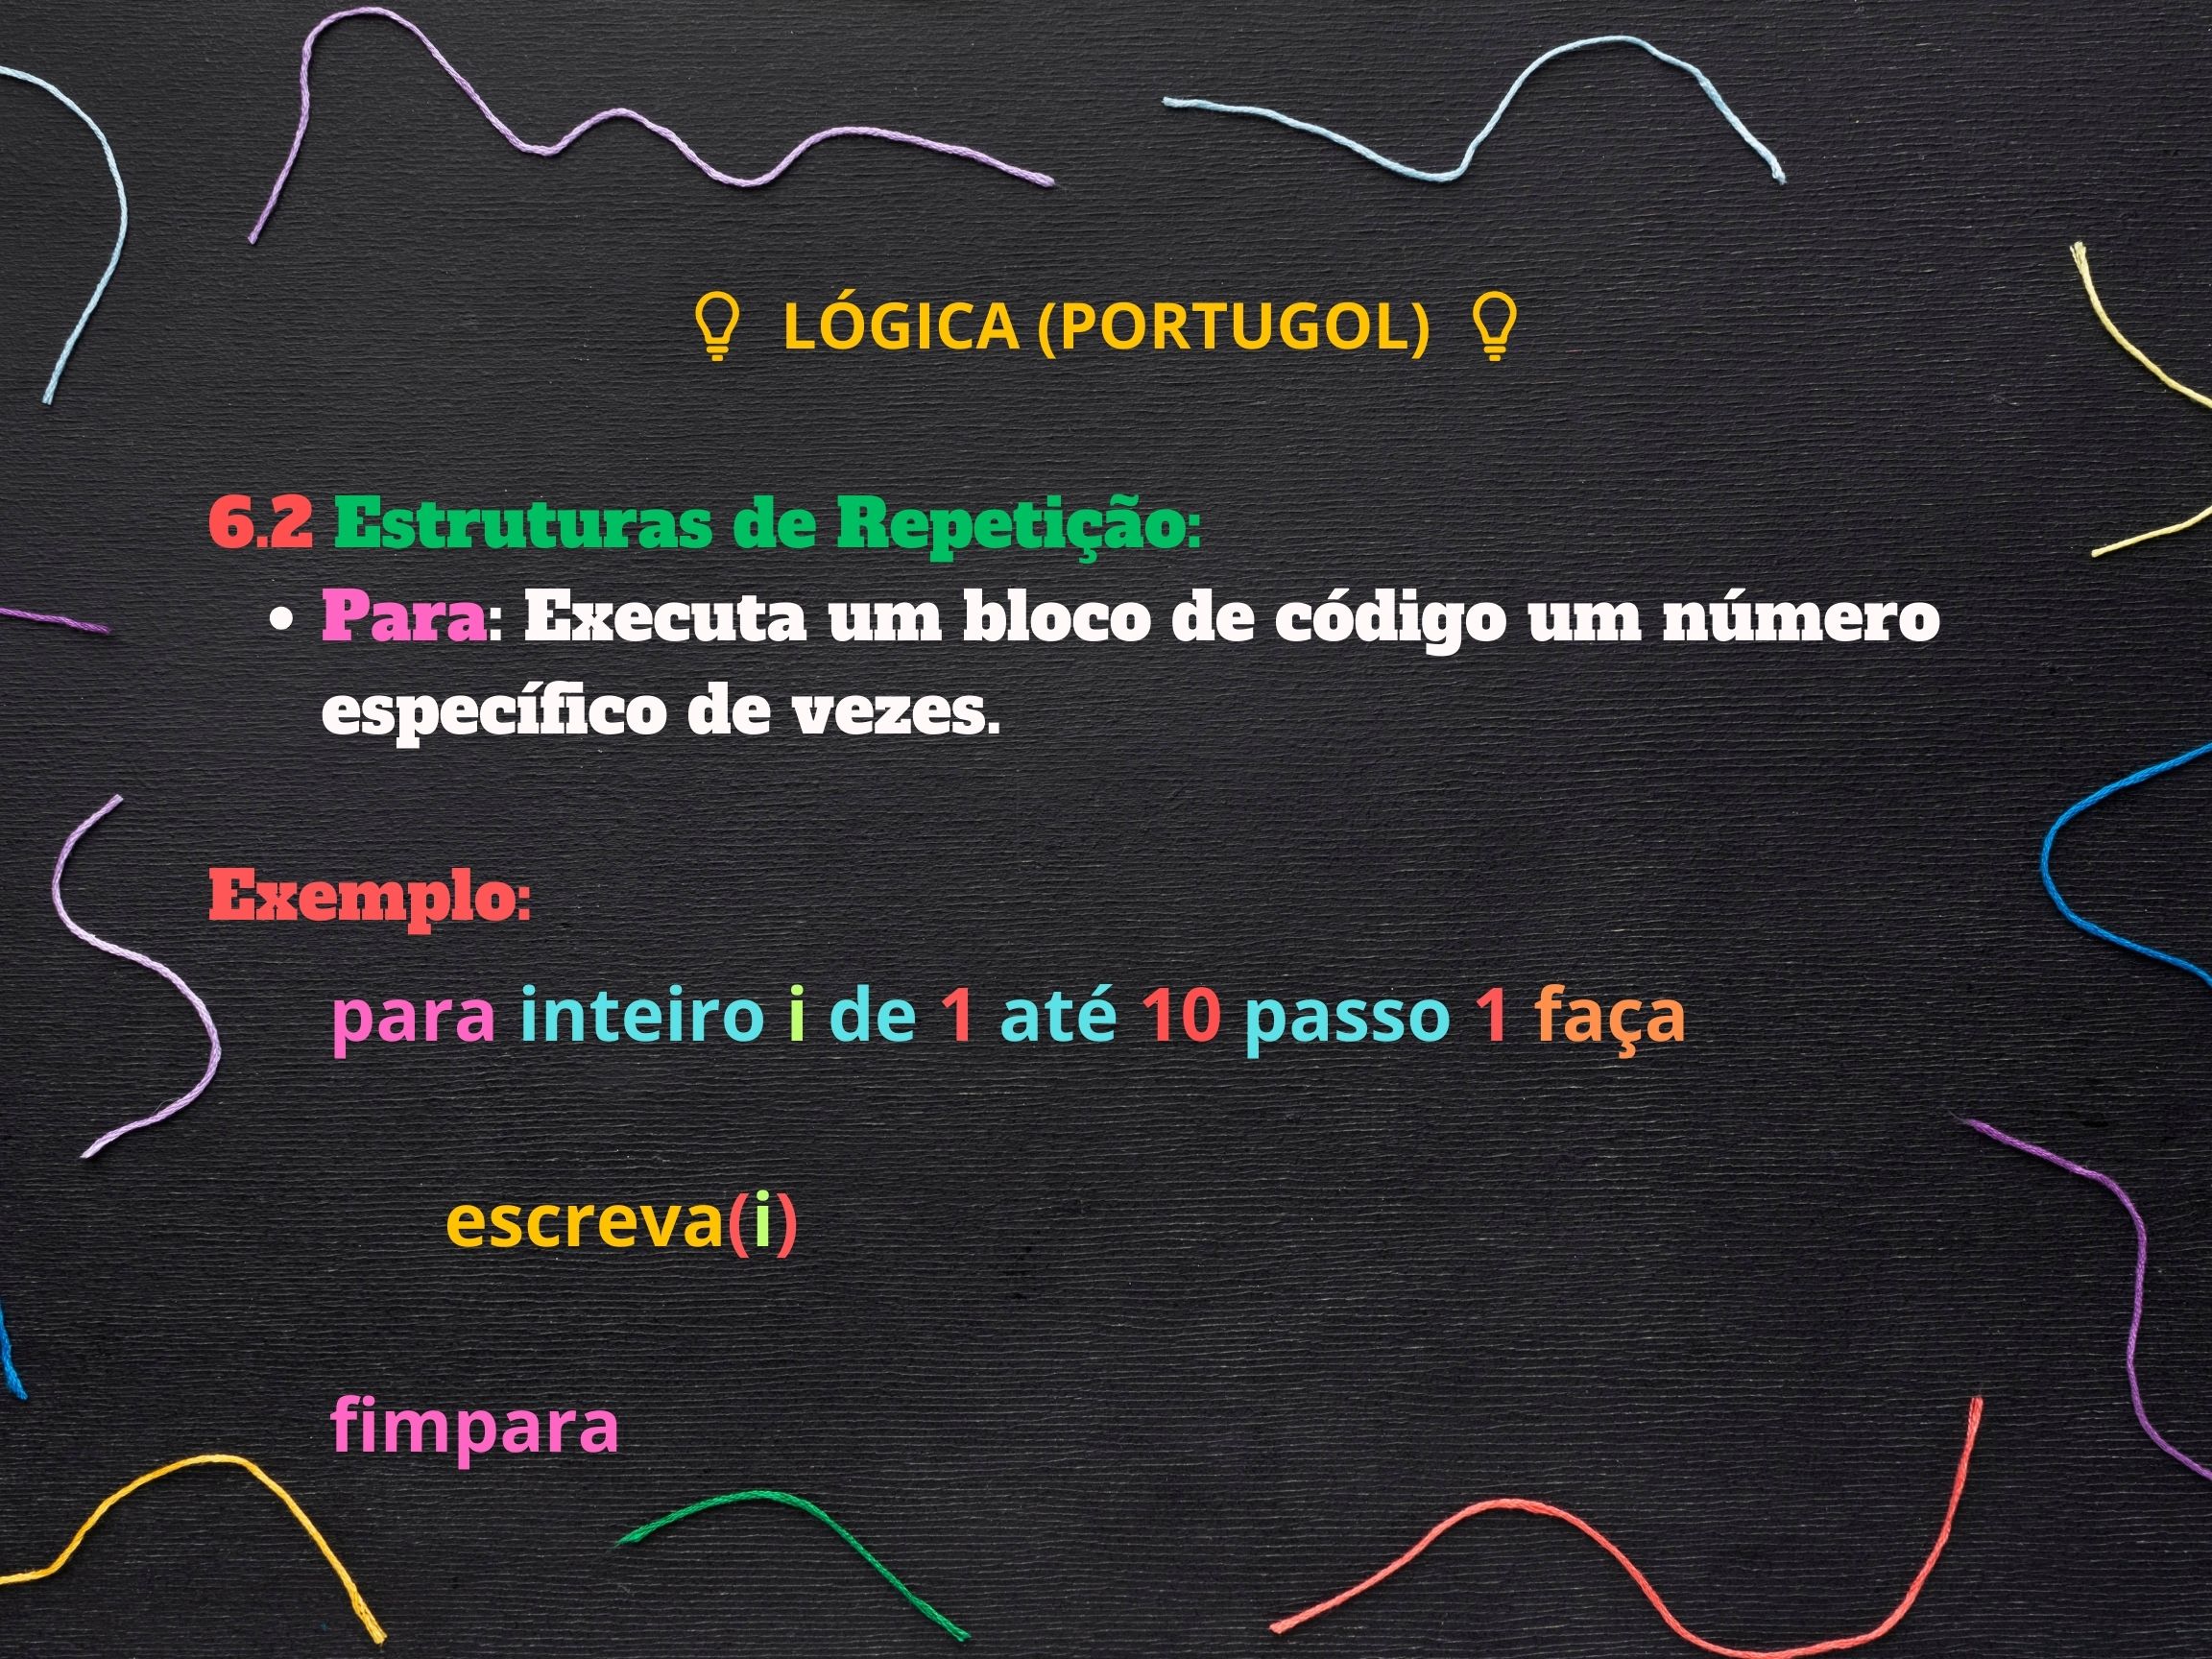 LÓGICA (PORTUGOL)
6.2 Estruturas de Repetição:
• Para: Executa um bloco de código um número
específico de vezes.
Exemplo:
para inteiro i de 1 até 10 passo 1 faça
escreva(i)
fimpara